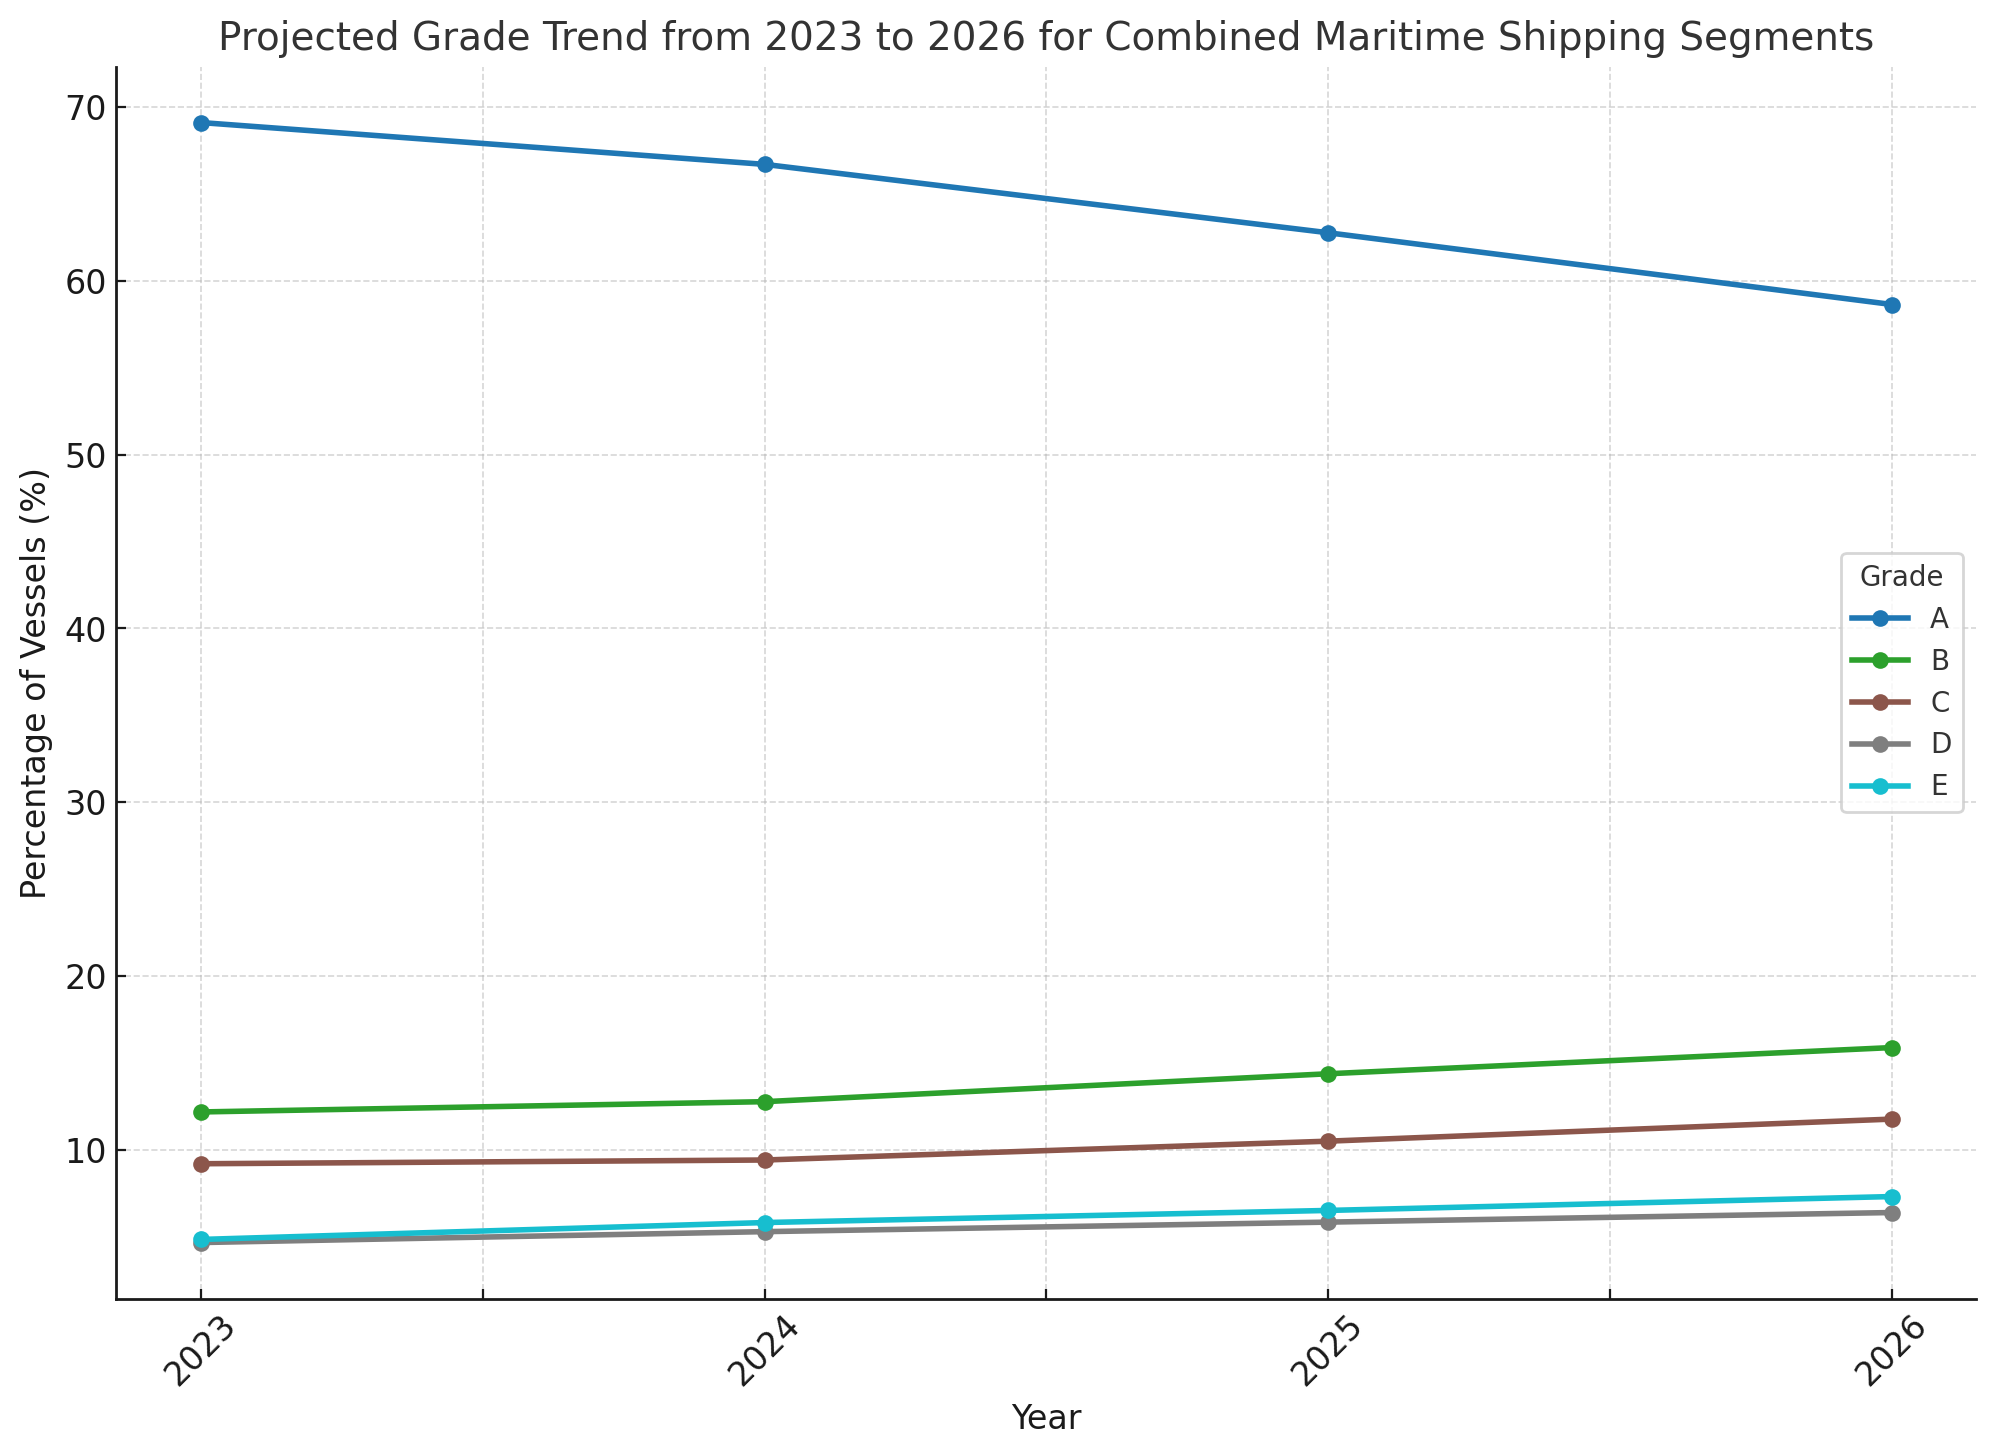 Projected Grade Trend from 2023 to 2026 for Combined Maritime Shipping Segments
Percentage of Vessels (%)
70
60
50
40
30
20
10
Grade
A
B
C
D
E
2023
2024
2025
2026
Year